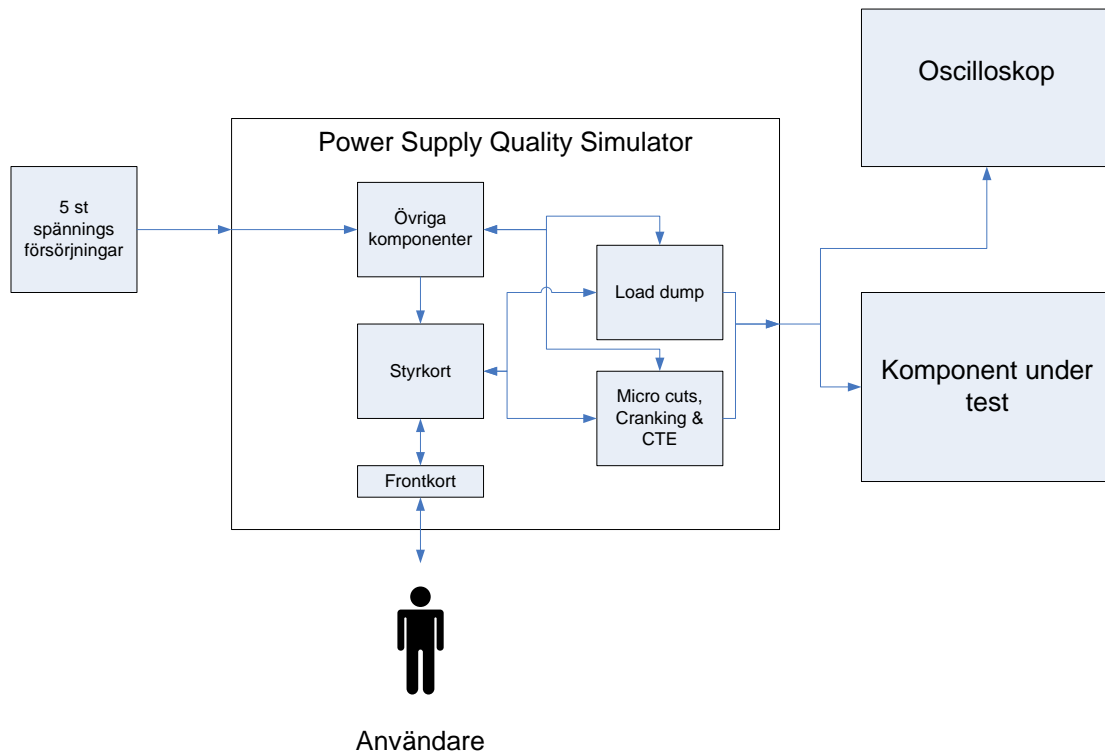 Oscilloskop
Power Supply Quality Simulator
5 st
spännings
försörjningar
Övriga
komponenter
Load dump
Styrkort
Micro cuts,
Cranking &
CTE
Komponent under
test
Frontkort
Användare